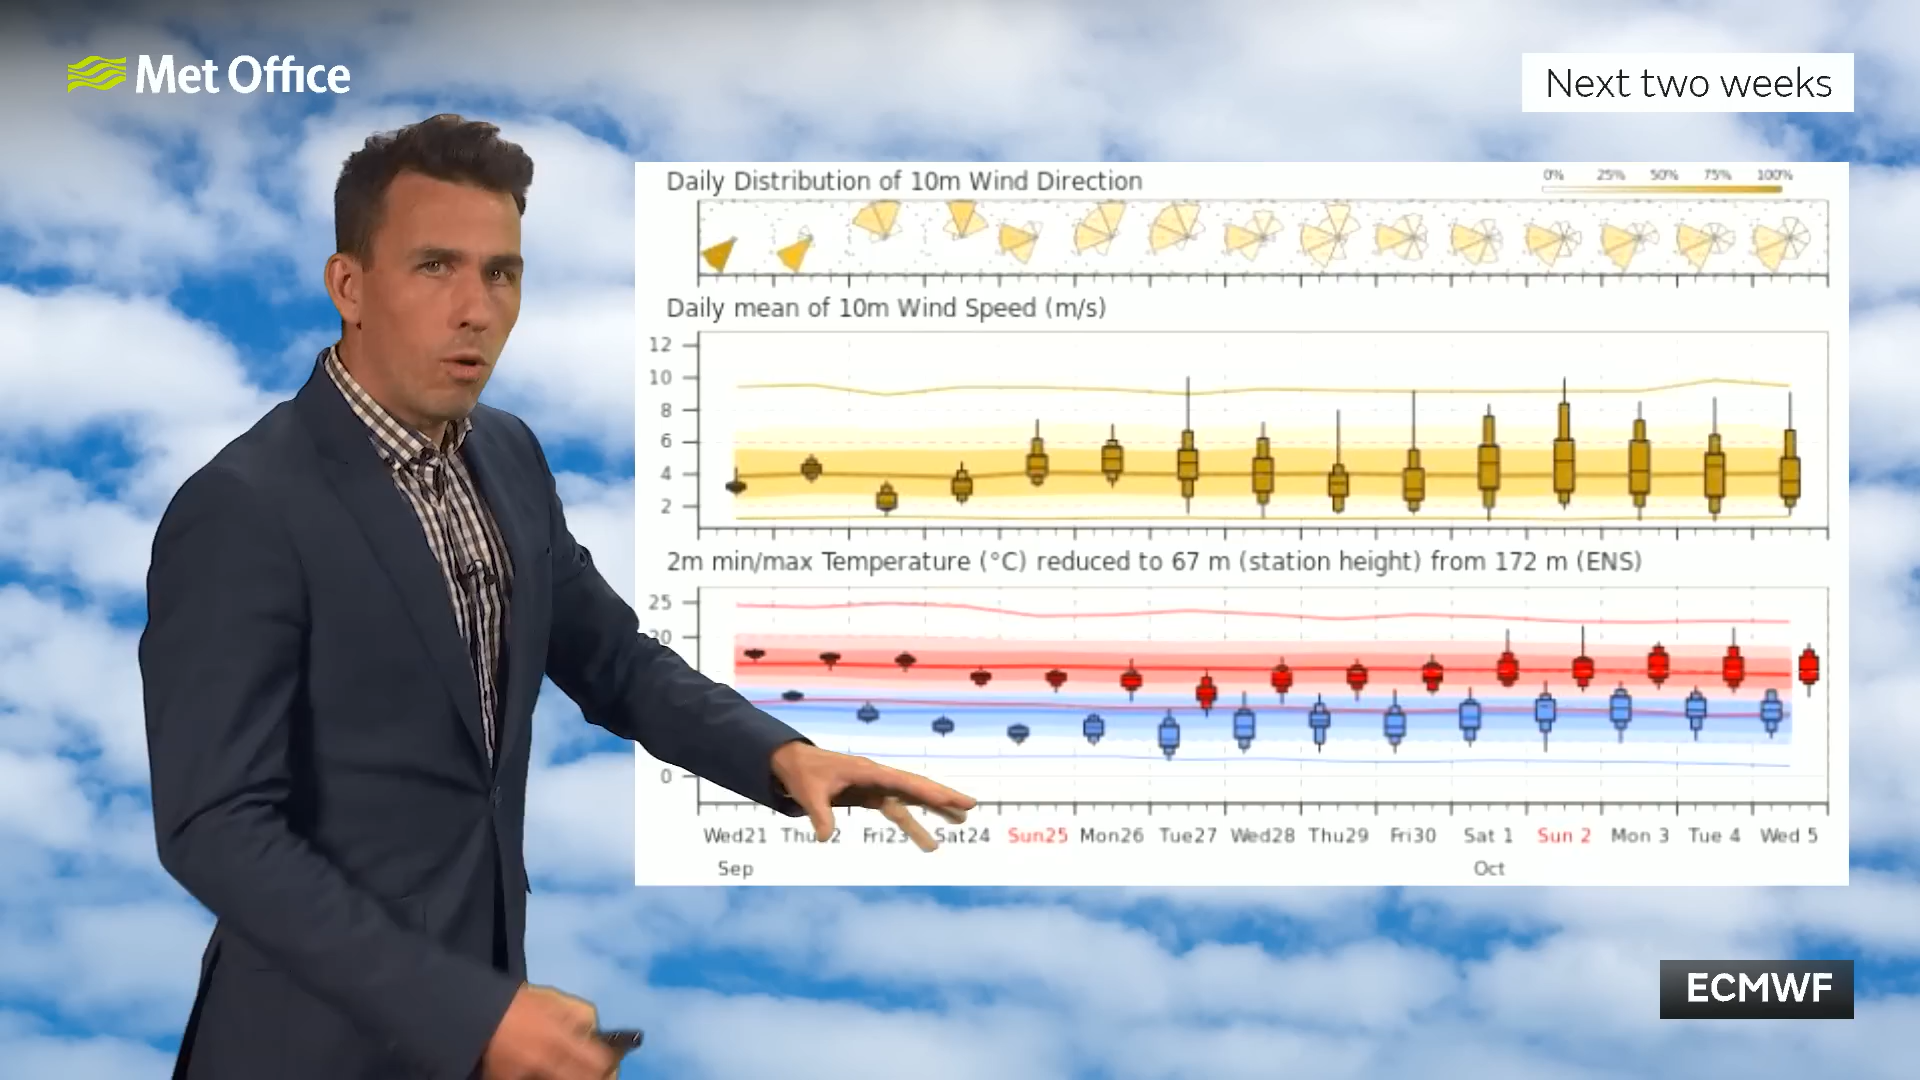 Met Office
Next two weeks
Daily Distribution of 10m Wind Direction
0% 25% 50% 75% 100%
Daily mean of 10m Wind Speed (m/s)
12
10
8
6
4
2
2m min/max Temperature (°C) reduced to 67 m (station height) from 172 m (ENS)
25
20
0
Wed21 Fri23 Sat24 Sun25 Mon26 Tue27 Wed28 Thu29 Fri30 Sat 1 Sun 2 Mon 3 Tue 4 Wed 5
Sep Oct
ECMWF